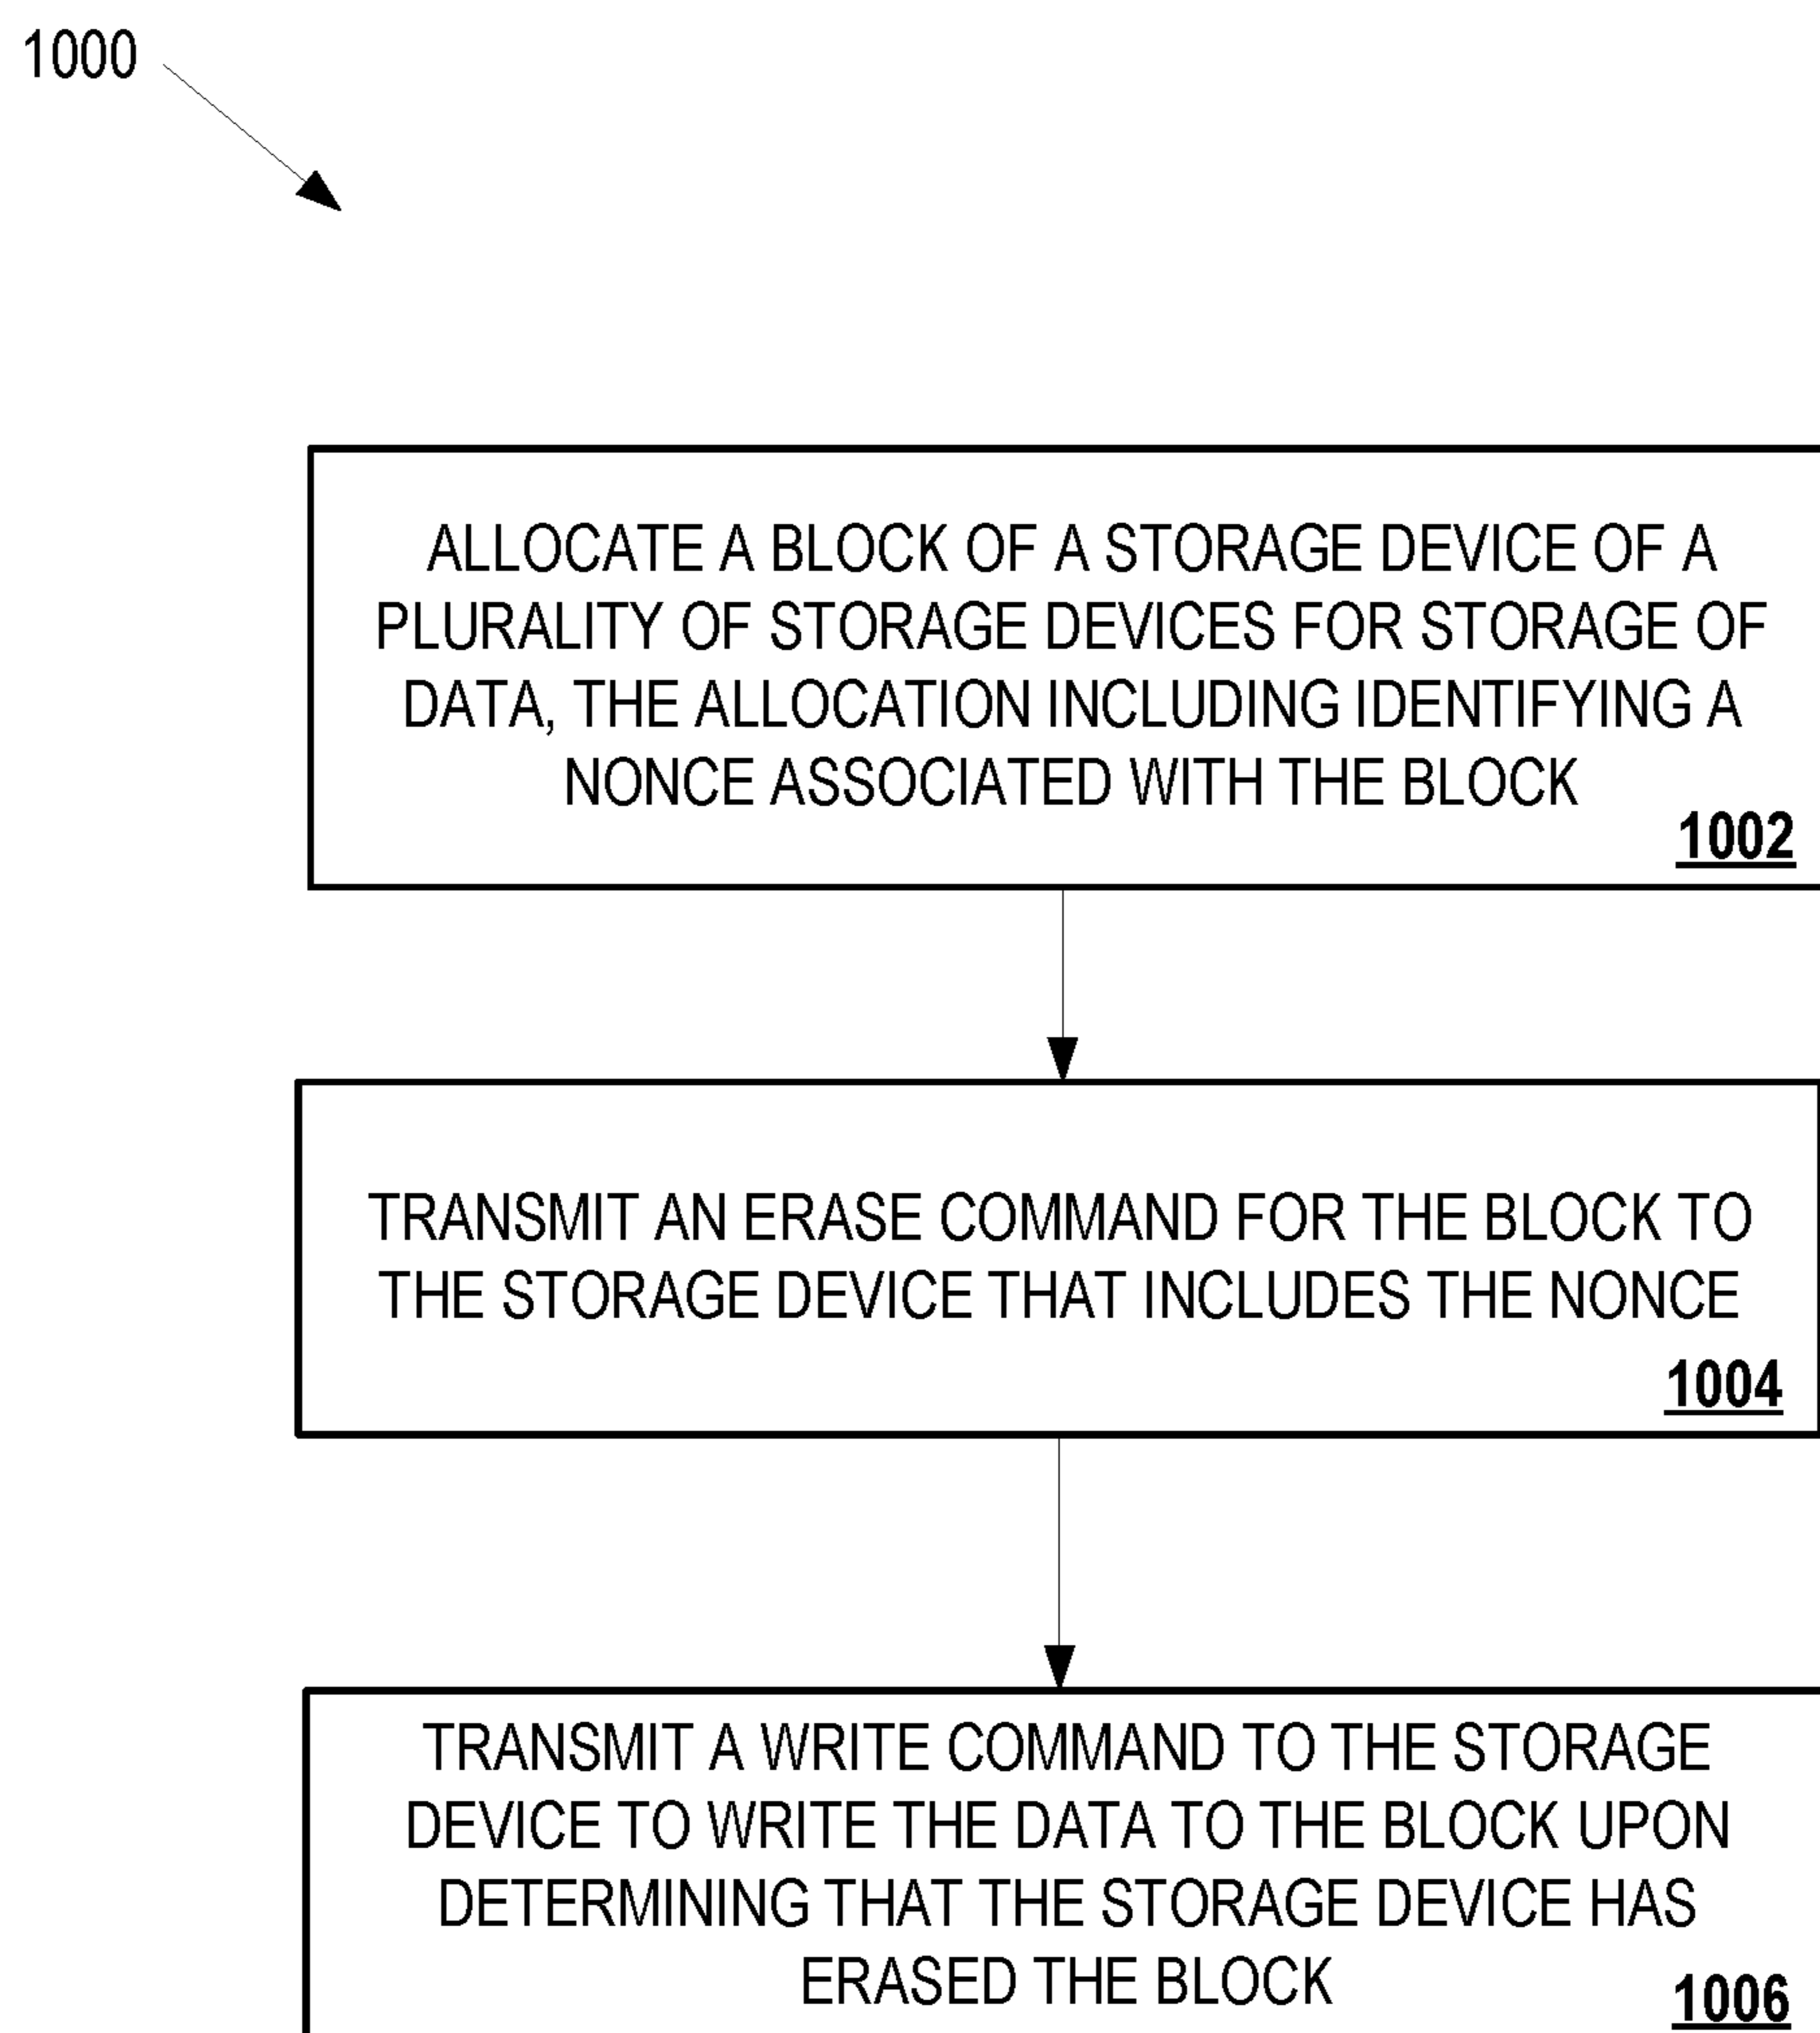 1000
ALLOCATE A BLOCK OF A STORAGE DEVICE OF A
PLURALITY OF STORAGE DEVICES FOR STORAGE OF
DATA, THE ALLOCATION INCLUDING IDENTIFYING A
NONCE ASSOCIATED WITH THE BLOCK
1002
TRANSMIT AN ERASE COMMAND FOR THE BLOCK TO
THE STORAGE DEVICE THAT INCLUDES THE NONCE
1004
TRANSMIT A WRITE COMMAND TO THE STORAGE
DEVICE TO WRITE THE DATA TO THE BLOCK UPON
DETERMINING THAT THE STORAGE DEVICE HAS
ERASED THE BLOCK
1006